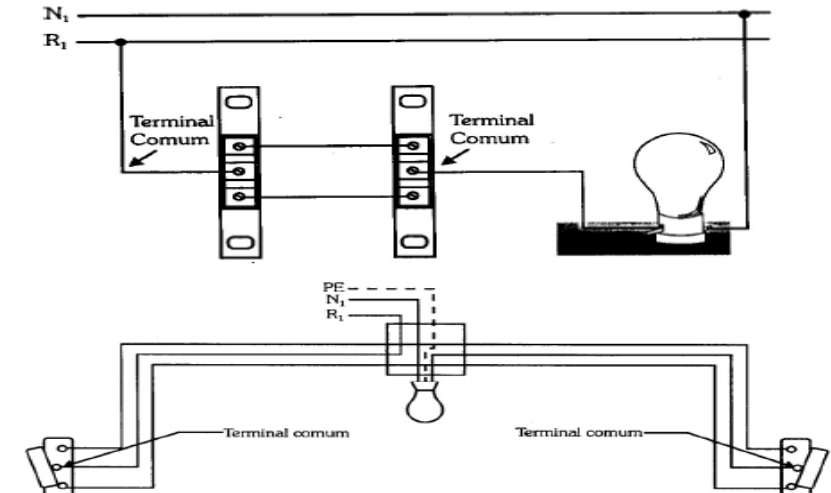 N₁
R₁
Terminal
Comum
Terminal
Comum
PE
N₁
R₁
Terminal comum
Terminal comum